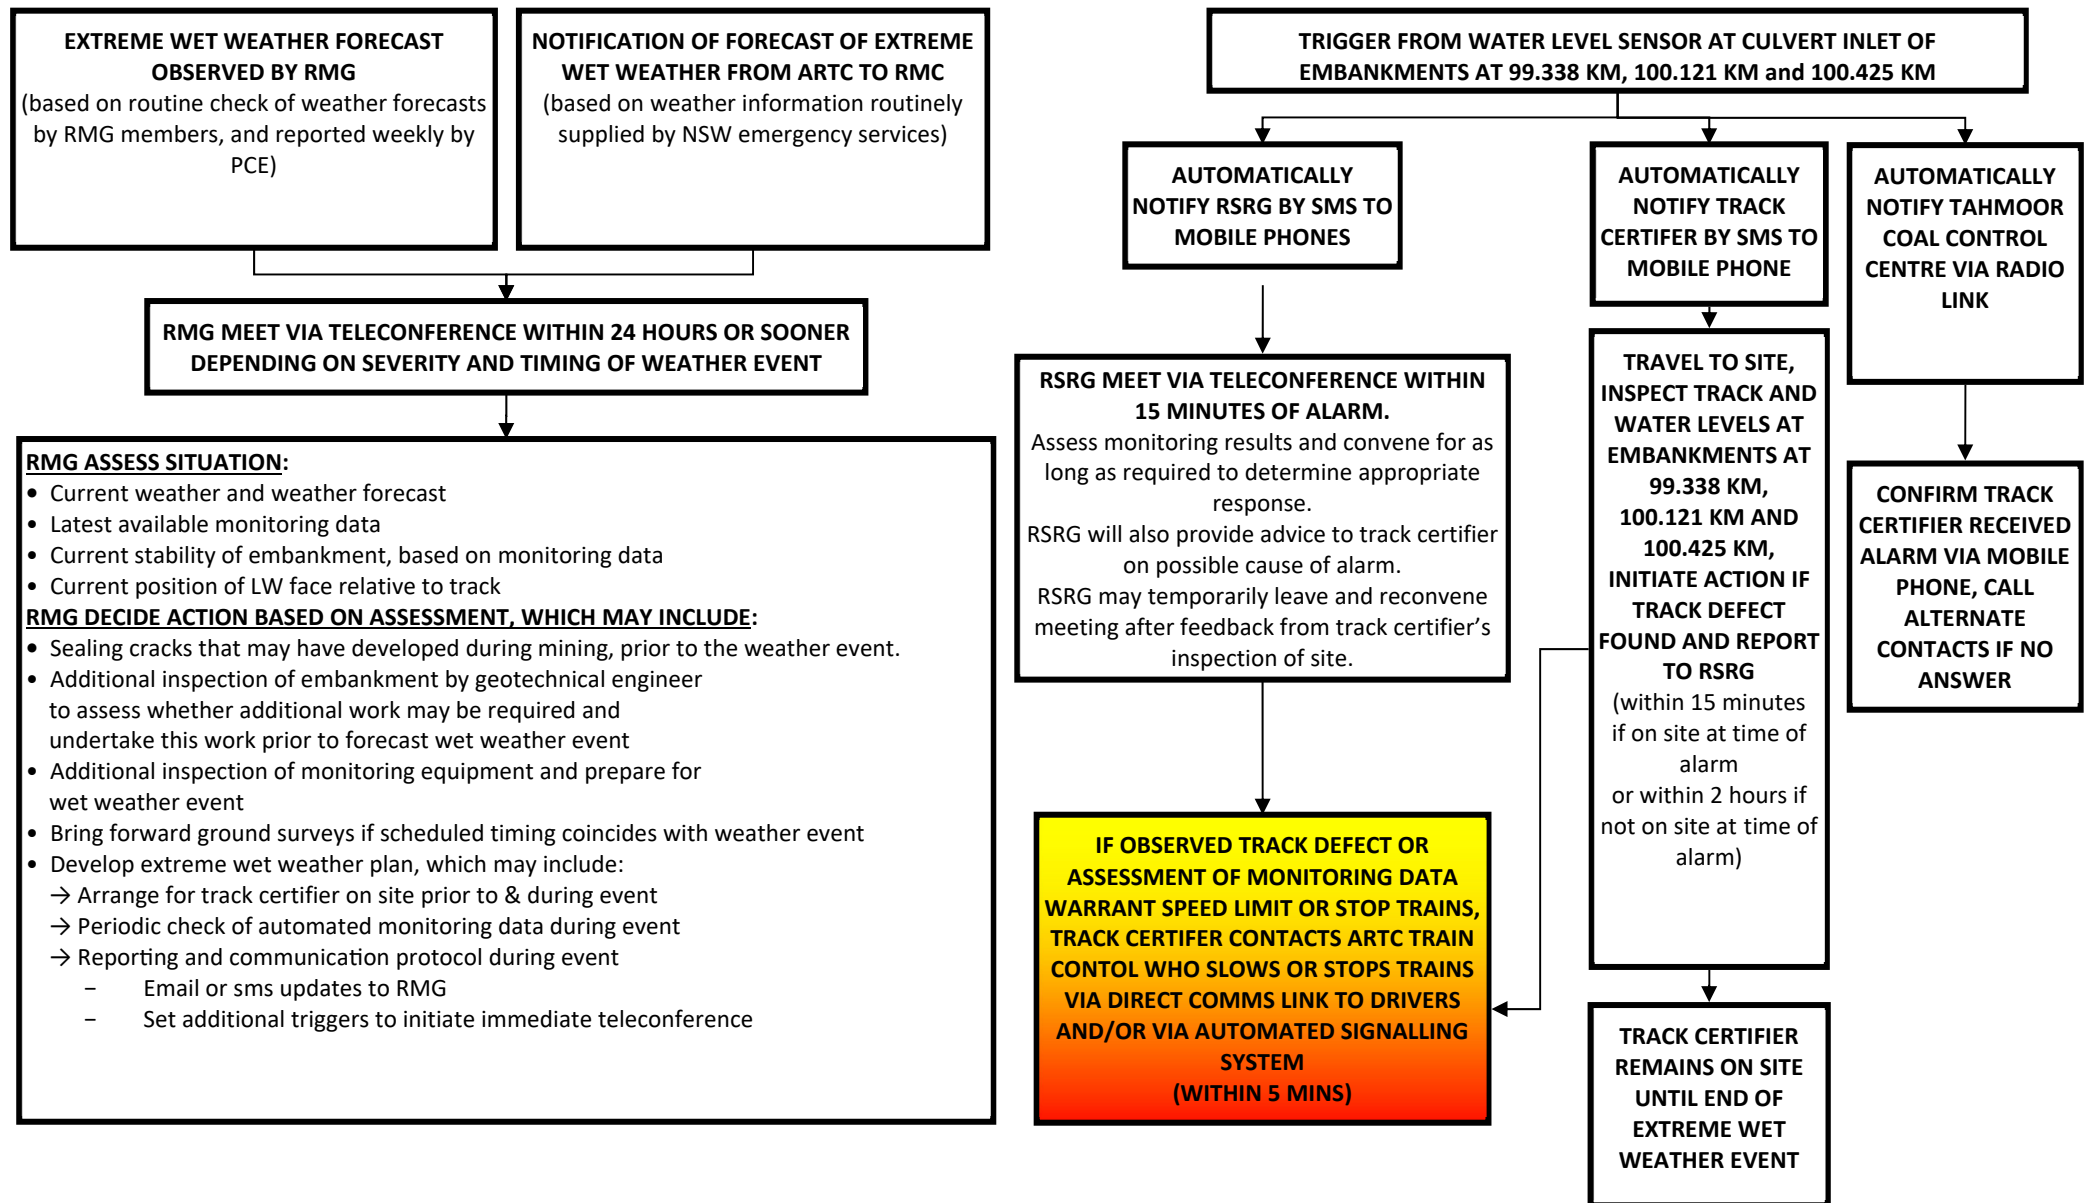 EXTREME WET WEATHER FORECAST
OBSERVED BY RMG
(based on routine check of weather forecasts
by RMG members, and reported weekly by
PCE)
NOTIFICATION OF FORECAST OF EXTREME
WET WEATHER FROM ARTC TO RMC
(based on weather information routinely
supplied by NSW emergency services)
RMG MEET VIA TELECONFERENCE WITHIN 24 HOURS OR SOONER
DEPENDING ON SEVERITY AND TIMING OF WEATHER EVENT
RMG ASSESS SITUATION:
• Current weather and weather forecast
• Latest available monitoring data
• Current stability of embankment, based on monitoring data
• Current position of LW face relative to track
RMG DECIDE ACTION BASED ON ASSESSMENT, WHICH MAY INCLUDE:
• Sealing cracks that may have developed during mining, prior to the weather event.
• Additional inspection of embankment by geotechnical engineer
to assess whether additional work may be required and
undertake this work prior to forecast wet weather event
• Additional inspection of monitoring equipment and prepare for
wet weather event
• Bring forward ground surveys if scheduled timing coincides with weather event
• Develop extreme wet weather plan, which may include:
→ Arrange for track certifier on site prior to & during event
→ Periodic check of automated monitoring data during event
→ Reporting and communication protocol during event
– Email or sms updates to RMG
– Set additional triggers to initiate immediate teleconference
TRIGGER FROM WATER LEVEL SENSOR AT CULVERT INLET OF
EMBANKMENTS AT 99.338 KM, 100.121 KM and 100.425 KM
AUTOMATICALLY
NOTIFY RSRG BY SMS TO
MOBILE PHONES
RSRG MEET VIA TELECONFERENCE WITHIN
15 MINUTES OF ALARM.
Assess monitoring results and convene for as
long as required to determine appropriate
response.
RSRG will also provide advice to track certifier
on possible cause of alarm.
RSRG may temporarily leave and reconvene
meeting after feedback from track certifier's
inspection of site.
IF OBSERVED TRACK DEFECT OR
ASSESSMENT OF MONITORING DATA
WARRANT SPEED LIMIT OR STOP TRAINS,
TRACK CERTIFER CONTACTS ARTC TRAIN
CONTOL WHO SLOWS OR STOPS TRAINS
VIA DIRECT COMMS LINK TO DRIVERS
AND/OR VIA AUTOMATED SIGNALLING
SYSTEM
(WITHIN 5 MINS)
AUTOMATICALLY
NOTIFY TRACK
CERTIFER BY SMS TO
MOBILE PHONE
TRAVEL TO SITE,
INSPECT TRACK AND
WATER LEVELS AT
EMBANKMENTS AT
99.338 KM,
100.121 KM AND
100.425 KM,
INITIATE ACTION IF
TRACK DEFECT
FOUND AND REPORT
TO RSRG
(within 15 minutes
if on site at time of
alarm
or within 2 hours if
not on site at time of
alarm)
TRACK CERTIFIER
REMAINS ON SITE
UNTIL END OF
EXTREME WET
WEATHER EVENT
AUTOMATICALLY
NOTIFY TAHMOOR
COAL CONTROL
CENTRE VIA RADIO
LINK
CONFIRM TRACK
CERTIFIER RECEIVED
ALARM VIA MOBILE
PHONE, CALL
ALTERNATE
CONTACTS IF NO
ANSWER